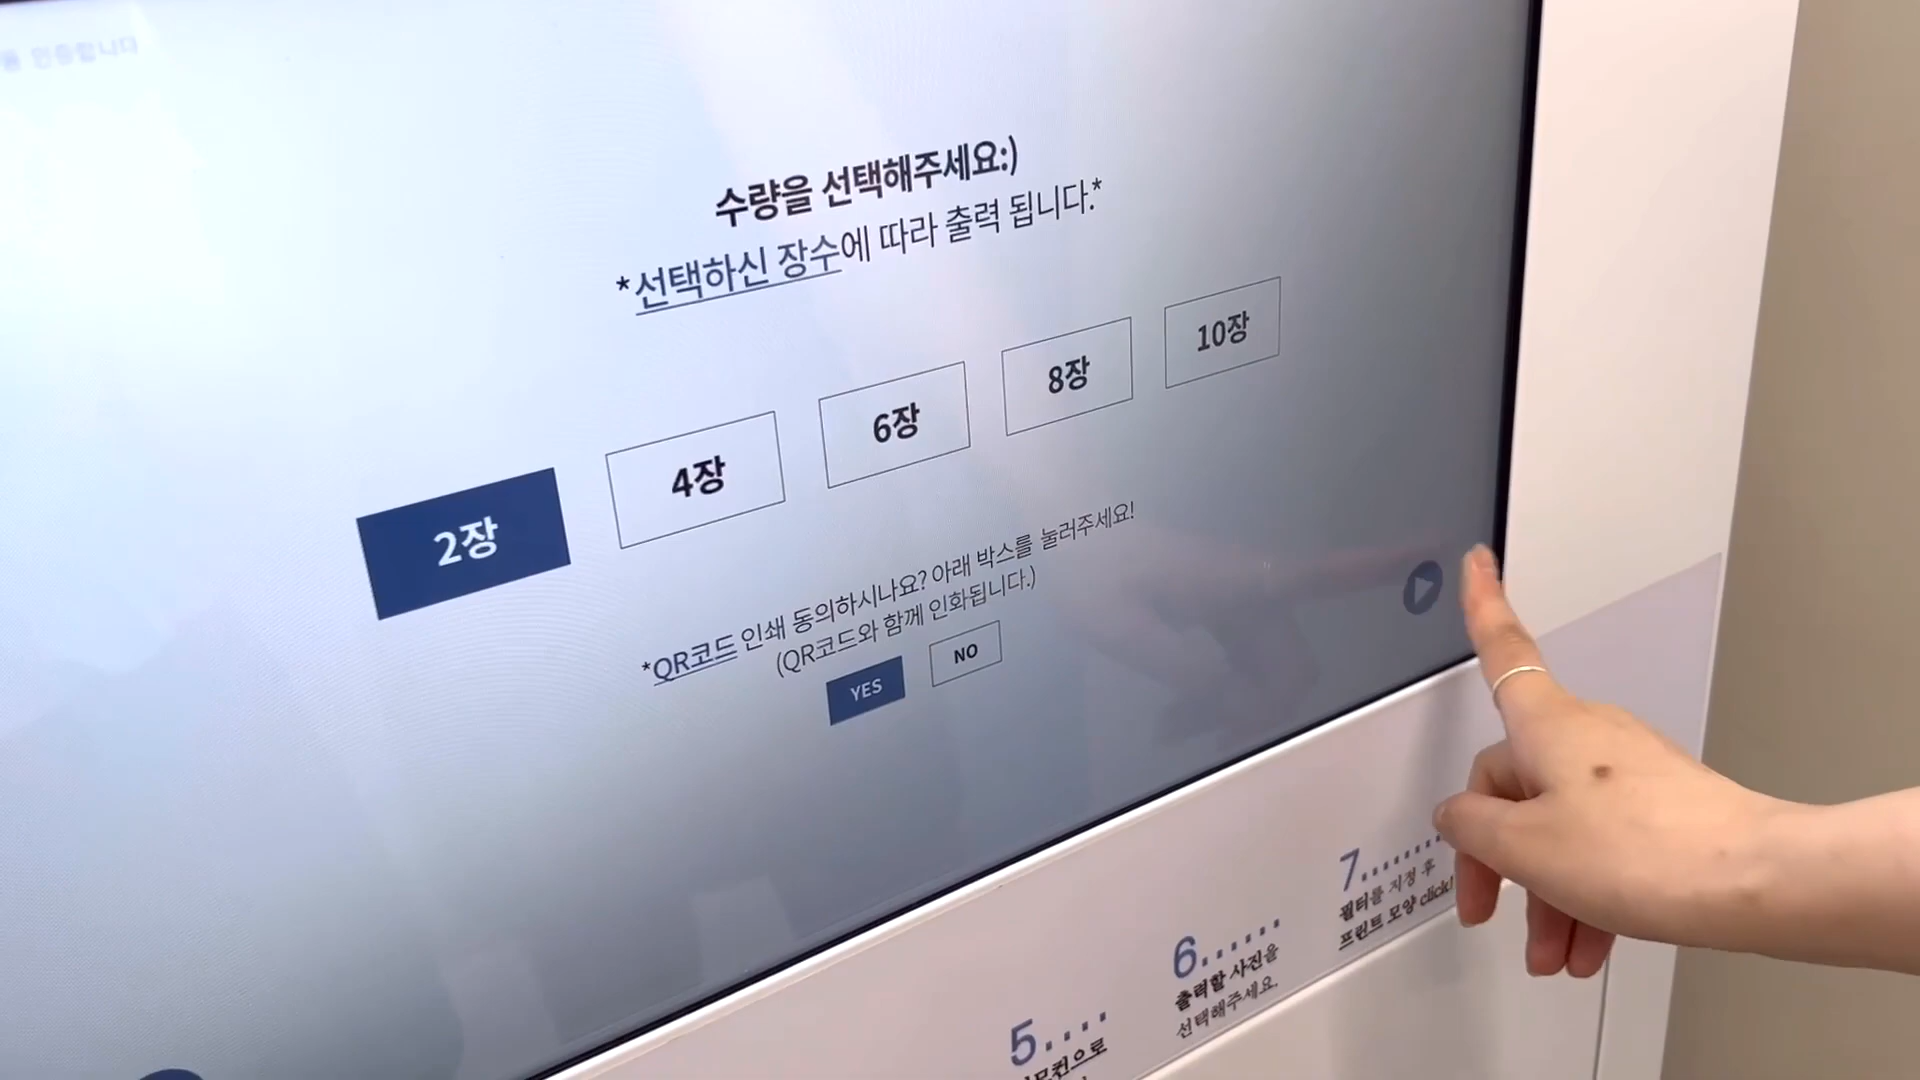 인증합니다
수량을 선택해주세요:)
*선택하신 장수에 따라 출력 됩니다.*
2장
4장
6장
8장
10장
*QR코드 인쇄 동의하시나요? 아래 박스를 눌러주세요!
(QR코드와 함께 인화됩니다.)
YES
NO
5....
6......
출력할 사진을
선택해주세요.
7.......
필터를 지정 후
프린트 모양 click!